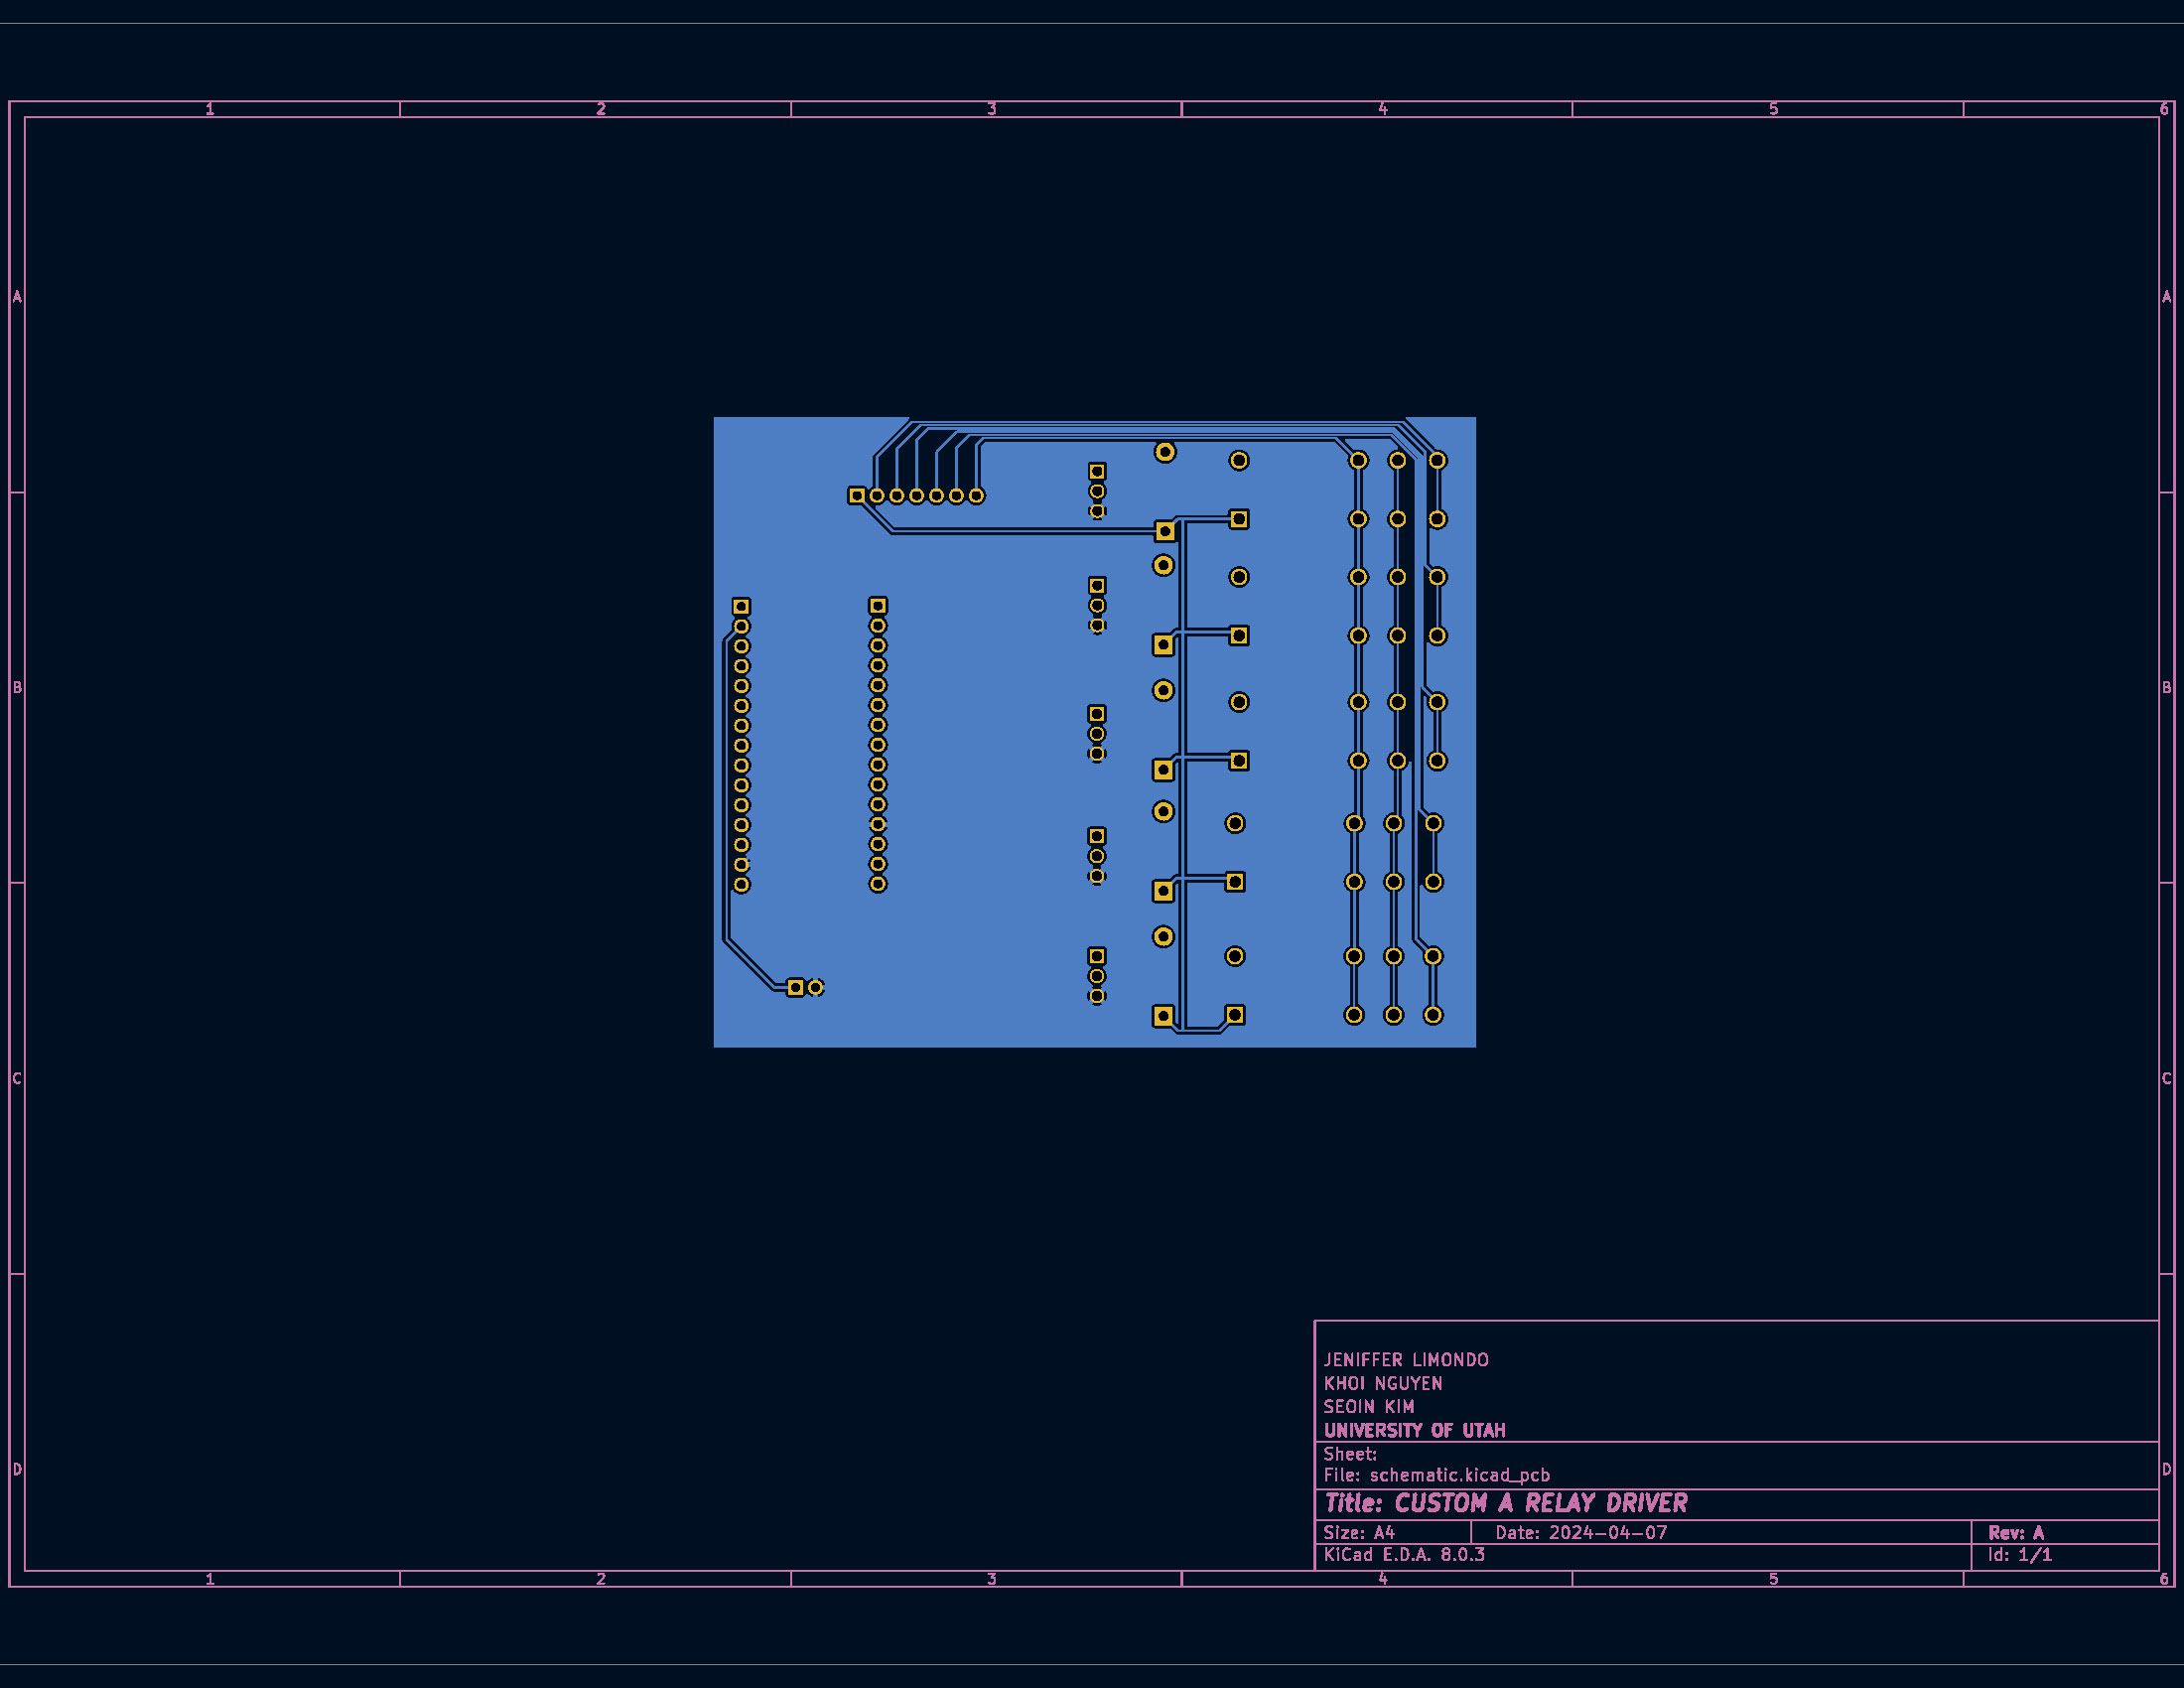 1 2 3 4 5 6
A A
B B
C C
D D
JENIFFER LIMONDO
KHOI NGUYEN
SEOIN KIM
UNIVERSITY OF UTAH
Sheet:
File: schematic.kicad_pcb
Title: CUSTOM A RELAY DRIVER
Size: A4 Date: 2024-04-07 Rev: A
KiCad E.D.A. 8.0.3 Id: 1/1
1 2 3 4 5 6